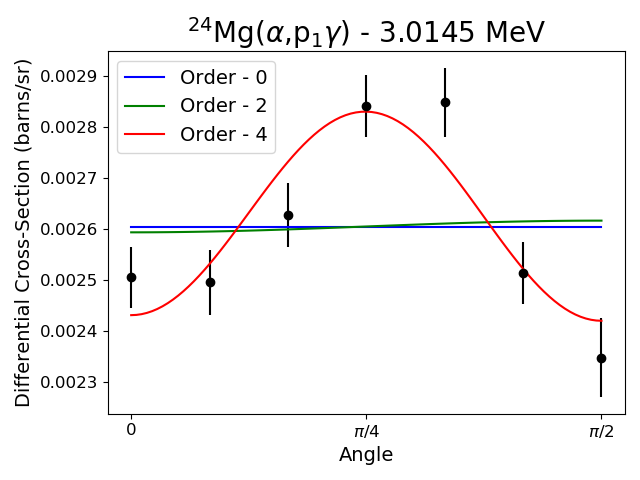 ²⁴Mg(α,p₁γ) - 3.0145 MeV
Order - 0
Order - 2
Order - 4
Differential Cross-Section (barns/sr)
0.0029
0.0028
0.0027
0.0026
0.0025
0.0024
0.0023
0
π/4
π/2
Angle